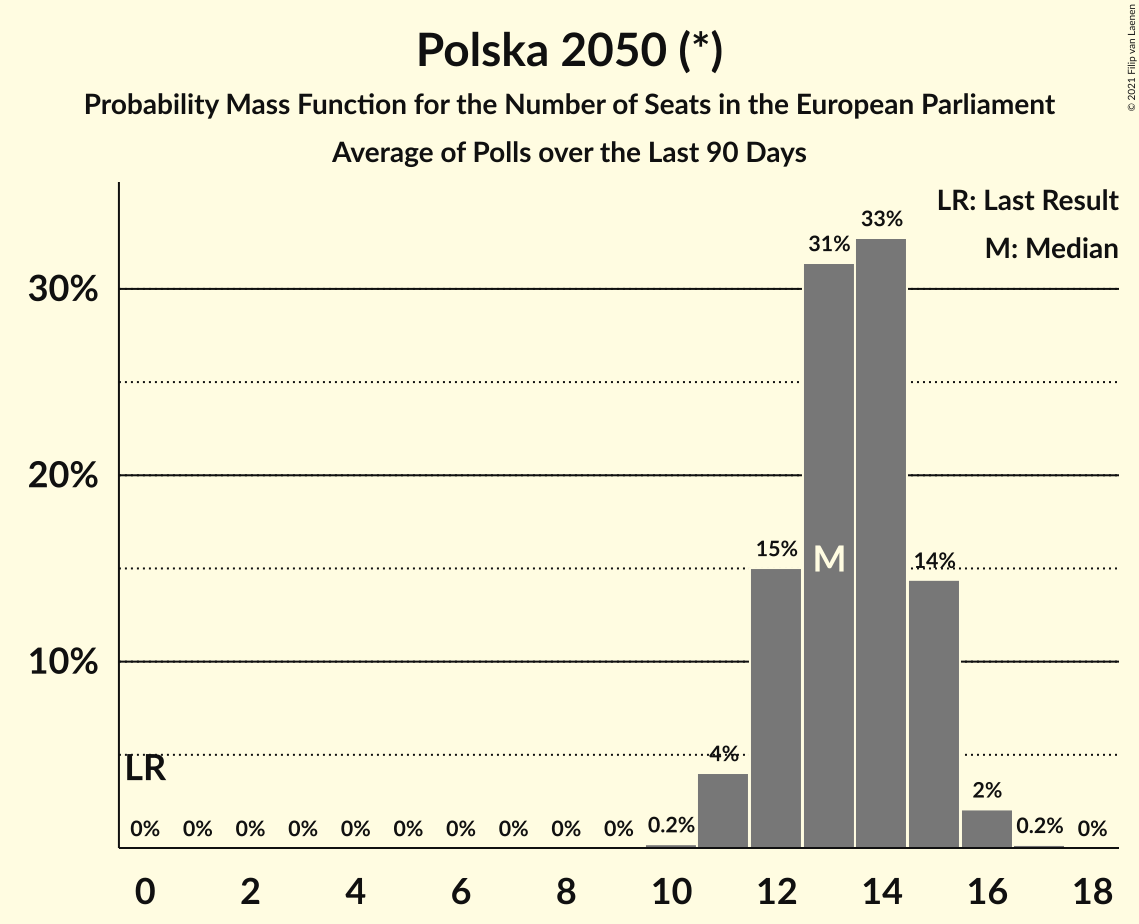 Polska 2050 (*)
Probability Mass Function for the Number of Seats in the European Parliament
Average of Polls over the Last 90 Days
© 2021 Filip van Laenen
LR: Last Result
M: Median
30%
20%
10%
33%
31%
15%
M
14%
4%
LR
2%
0% 0% 0% 0% 0% 0% 0% 0% 0% 0% 0.2% 0.2% 0%
0 2 4 6 8 10 12 14 16 18